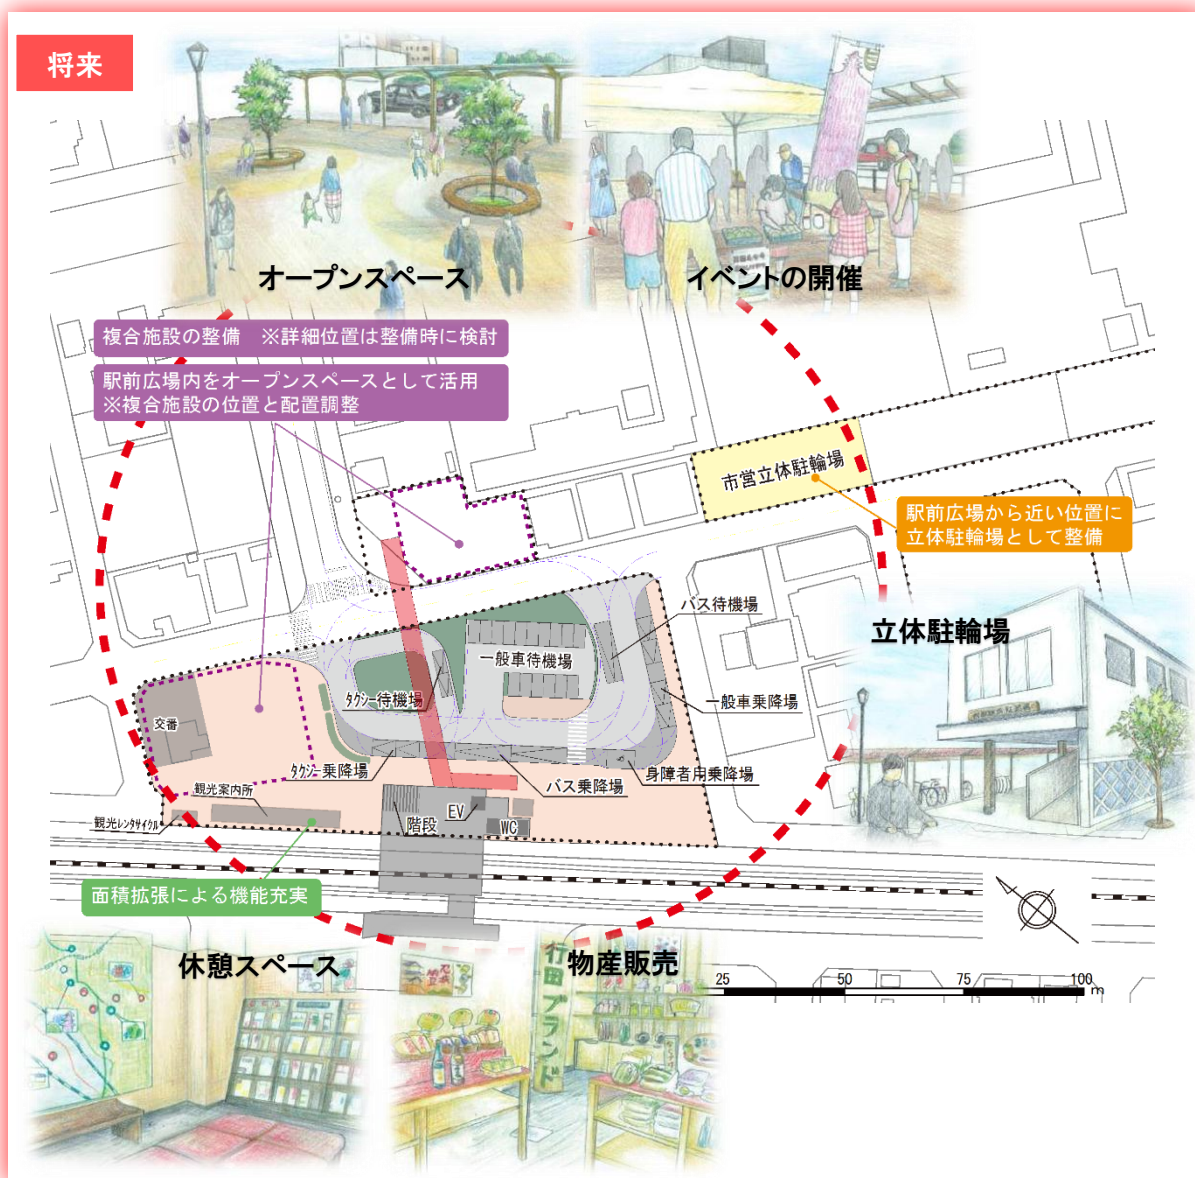 将来
オープンスペース
イベントの開催
複合施設の整備　※詳細位置は整備時に検討
駅前広場内をオープンスペースとして活用
※複合施設の位置と配置調整
市営立体駐輪場
駅前広場から近い位置に
立体駐輪場として整備
立体駐輪場
バス待機場
一般車待機場
タクシー待機場
一般車乗降場
交番
タクシー乗降場
バス乗降場
身障者用乗降場
観光案内所
観光レンタサイクル
階段
EV
WC
面積拡張による機能充実
休憩スペース
物産販売
行田ブランド
25
50
75
100
m